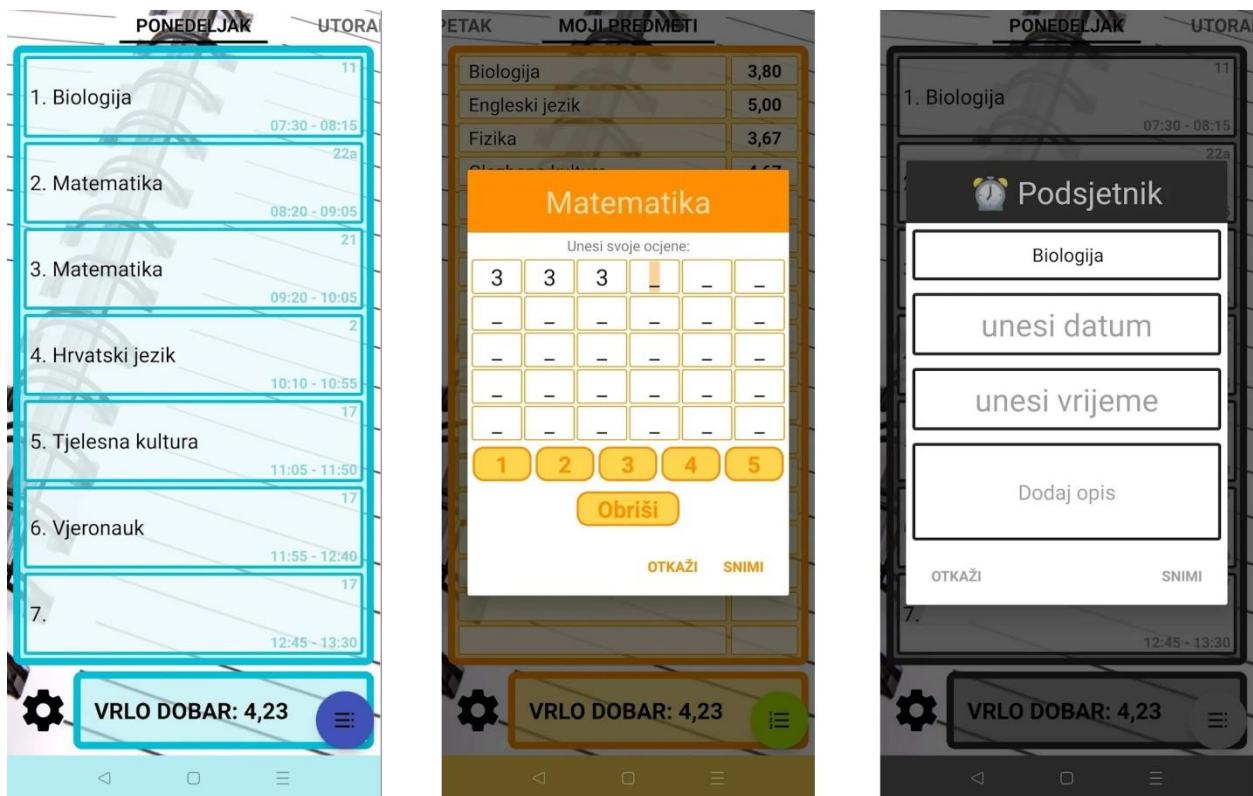 PONEDELJAK UTORA
11
1. Biologija
07:30 - 08:15
22a
2. Matematika
08:20 - 09:05
21
3. Matematika
09:20 - 10:05
2
4. Hrvatski jezik
10:10 - 10:55
17
5. Tjelesna kultura
11:05 - 11:50
17
6. Vjeronauk
11:55 - 12:40
17
7.
12:45 - 13:30
VRLO DOBAR: 4,23
PETAK MOJI PREDMETI
Biologija 3,80
Engleski jezik 5,00
Fizika 3,67
Glazbena kultura 4,67
Matematika
Unesi svoje ocjene:
3 3 3 _ _ _
_ _ _ _ _ _
_ _ _ _ _ _
_ _ _ _ _ _
_ _ _ _ _ _
1 2 3 4 5
Obriši
OTKAŽI SNIMI
VRLO DOBAR: 4,23
PONEDELJAK UTORA
11
1. Biologija
07:30 - 08:15
22a
Podsjetnik
Biologija
unesi datum
unesi vrijeme
Dodaj opis
OTKAŽI SNIMI
7.
12:45 - 13:30
VRLO DOBAR: 4,23